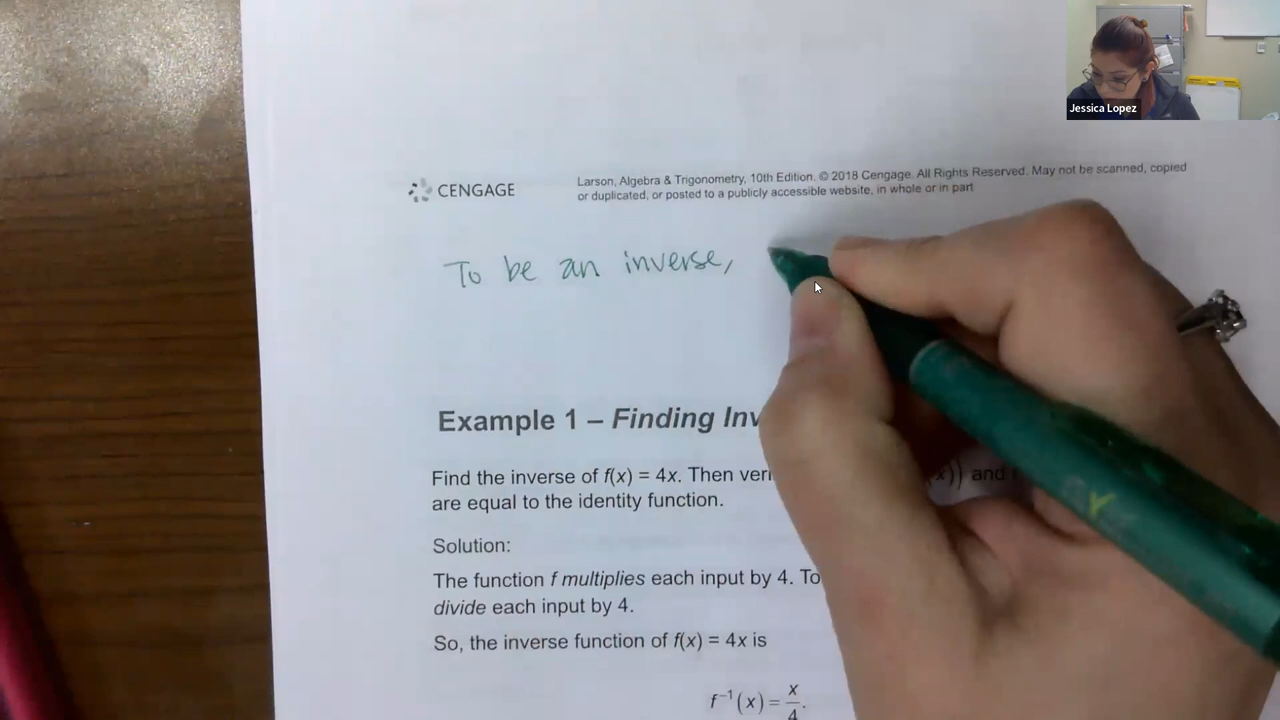 Jessica Lopez
CENGAGE
Larson, Algebra & Trigonometry, 10th Edition. © 2018 Cengage. All Rights Reserved. May not be scanned, copied
or duplicated, or posted to a publicly accessible website, in whole or in part
To be an inverse,
Example 1 – Finding Inv
Find the inverse of f(x) = 4x. Then veri x)) and
are equal to the identity function.
Solution:
The function f multiplies each input by 4. To
divide each input by 4.
So, the inverse function of f(x) = 4x is
f⁻¹(x) = x/4.